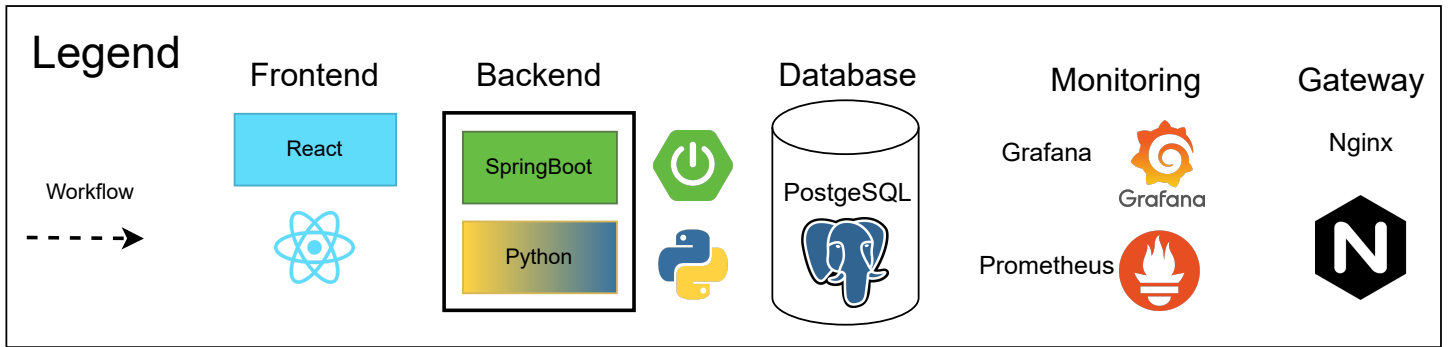 Legend
Frontend
Backend
Database
Monitoring
Gateway
React
SpringBoot
Python
PostgeSQL
Grafana
Grafana
Prometheus
Nginx
N
Workflow